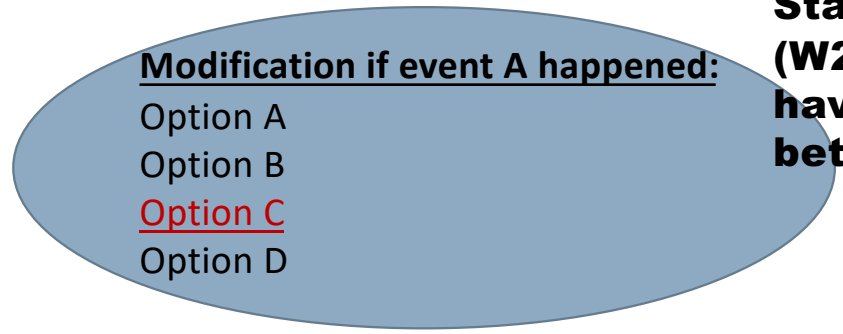 Modification if event A happened:
Option A
Option B
Option C
Option D